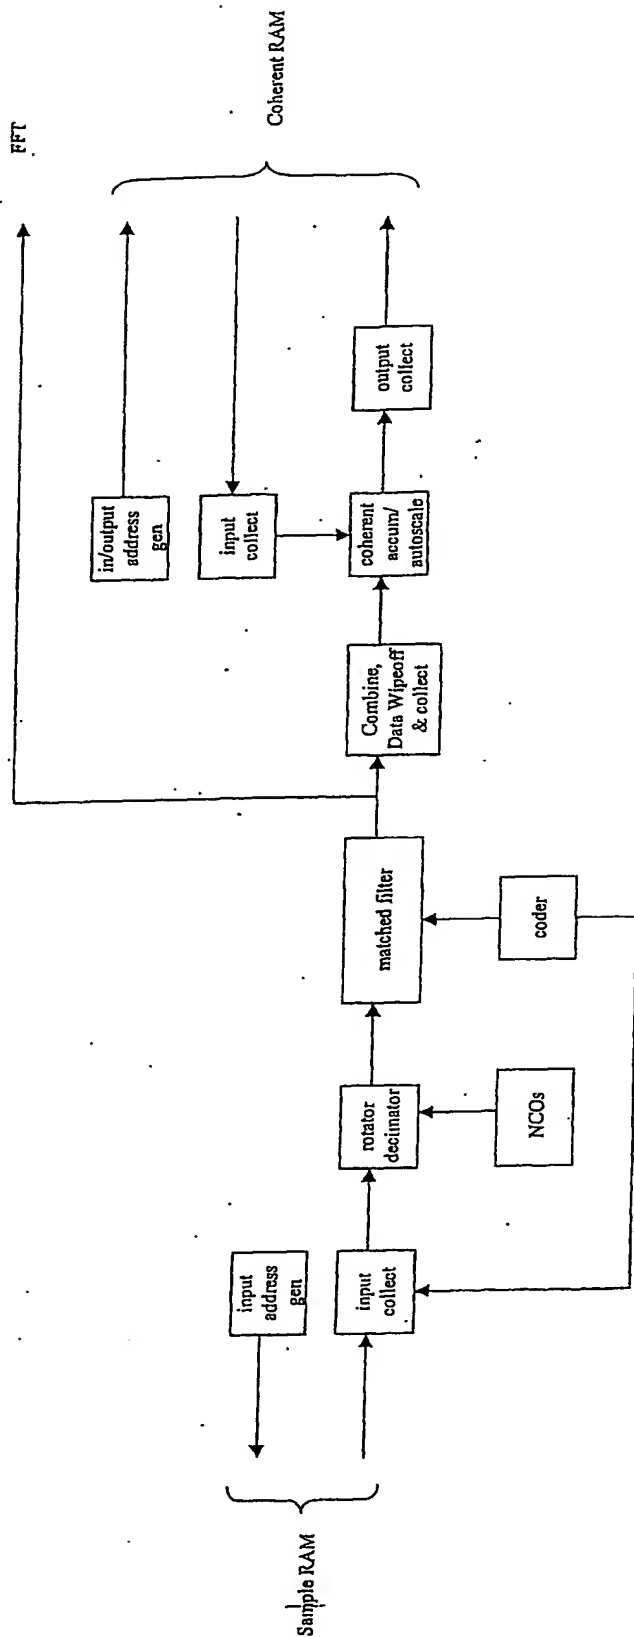 FFT
Coherent RAM
in/output
address
gen
input
collect
output
collect
coherent
accum/
autoscale
Combine,
Data Wipeoff
& collect
matched filter
coder
rotator
decimator
NCOs
input
address
gen
input
collect
Sample RAM